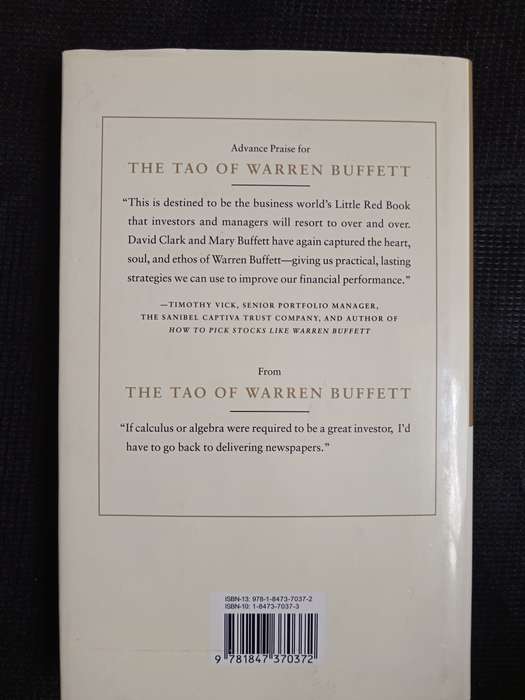 Advance Praise for
THE TAO OF WARREN BUFFETT
“This is destined to be the business world’s Little Red Book
that investors and managers will resort to over and over.
David Clark and Mary Buffett have again captured the heart,
soul, and ethos of Warren Buffett—giving us practical, lasting
strategies we can use to improve our financial performance.”
—TIMOTHY VICK, SENIOR PORTFOLIO MANAGER,
THE SANIBEL CAPTIVA TRUST COMPANY, AND AUTHOR OF
HOW TO PICK STOCKS LIKE WARREN BUFFETT
From
THE TAO OF WARREN BUFFETT
“If calculus or algebra were required to be a great investor, I’d
have to go back to delivering newspapers.”
ISBN-13: 978-1-8473-7037-2
ISBN-10: 1-8473-7037-3
9 781847 370372